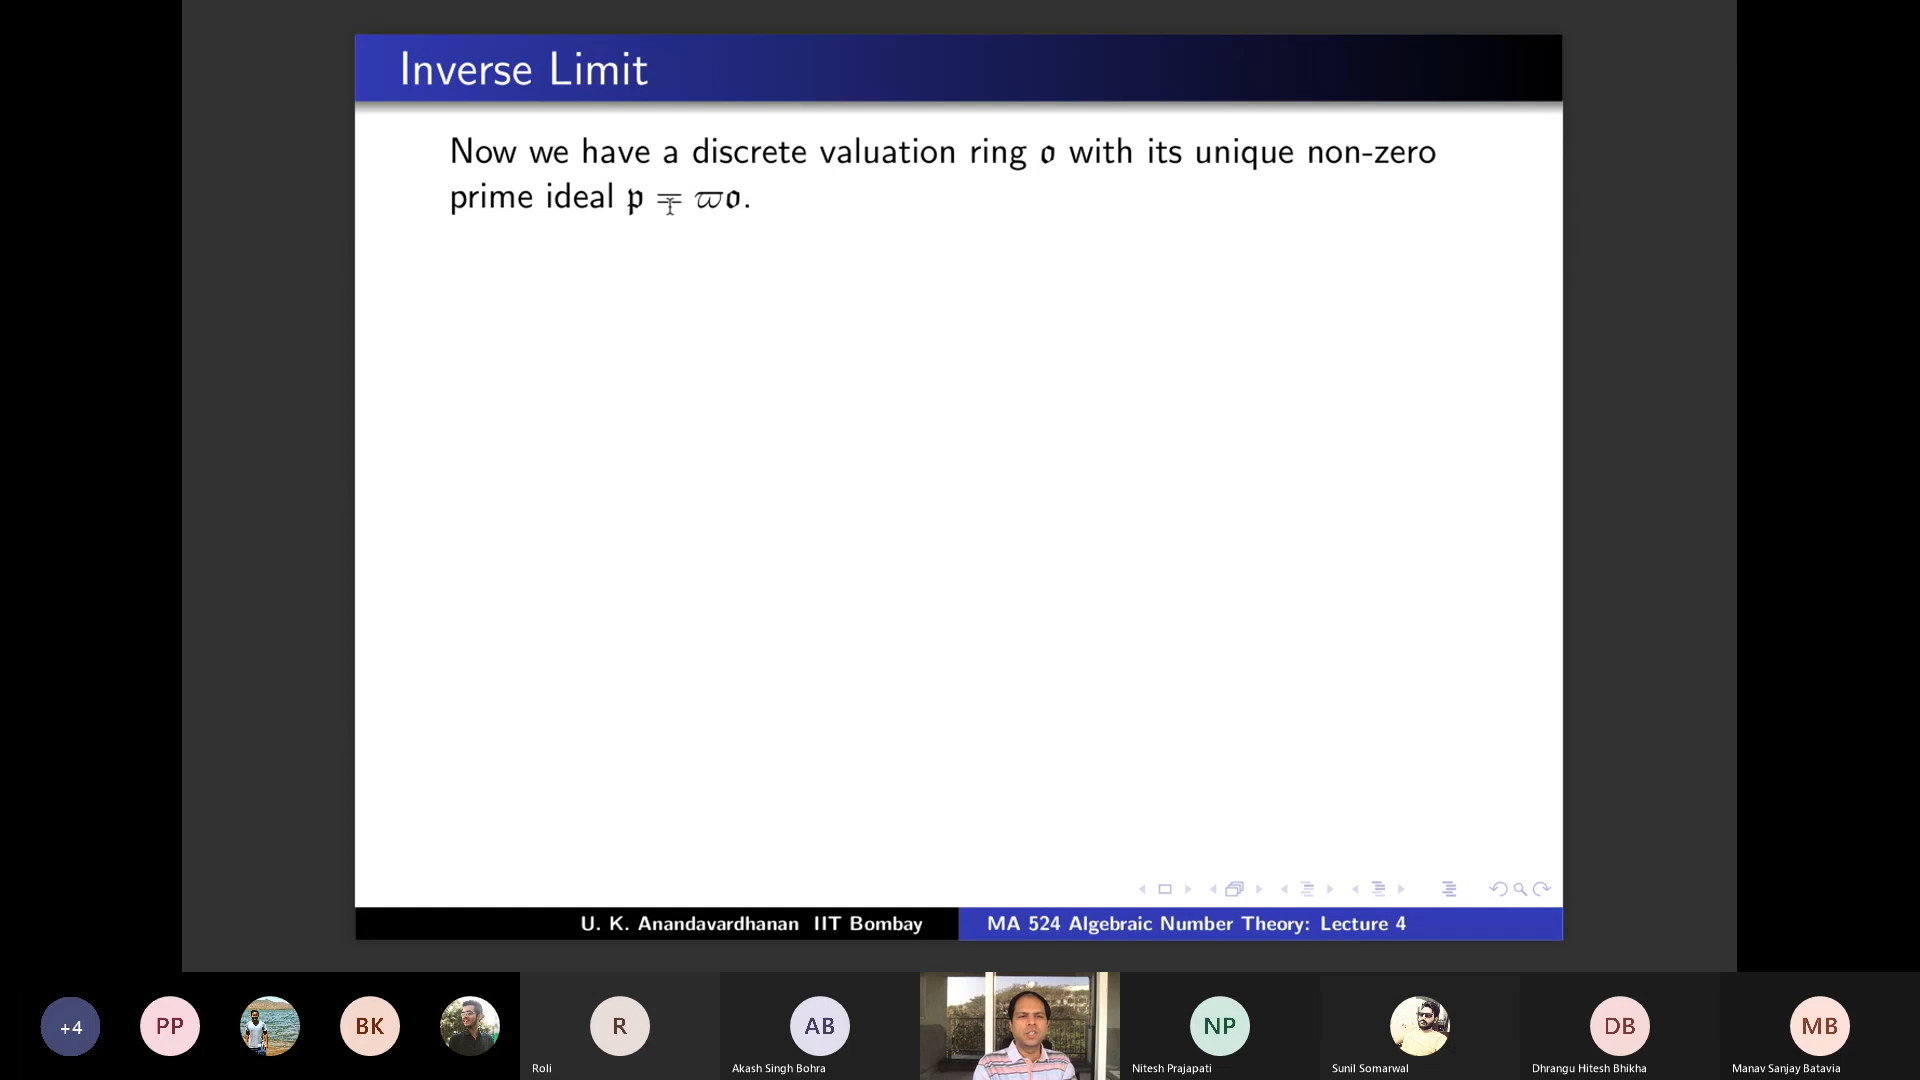 Inverse Limit
Now we have a discrete valuation ring 𝔬 with its unique non-zero
prime ideal 𝔭 = ϖ𝔬.
U. K. Anandavardhanan IIT Bombay
MA 524 Algebraic Number Theory: Lecture 4
+4
PP
BK
R
AB
NP
DB
MB
Roli
Akash Singh Bohra
Nitesh Prajapati
Sunil Somarwal
Dhrangu Hitesh Bhikha
Manav Sanjay Batavia